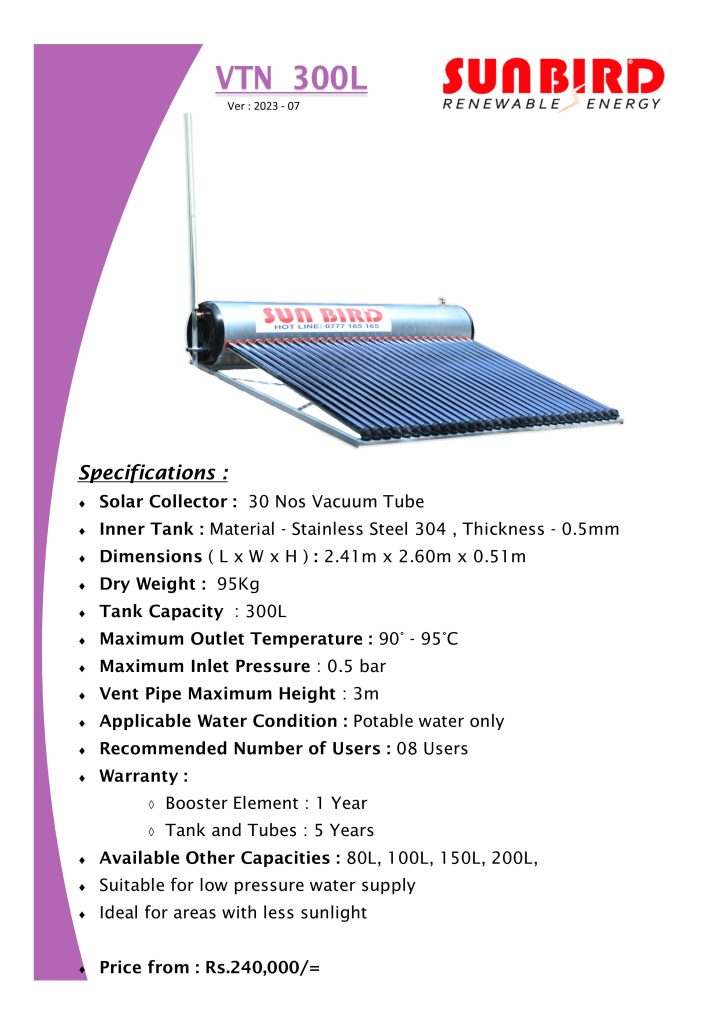 VTN 300L
Ver : 2023 - 07
SUNBIRD
RENEWABLE ENERGY
SUN BIRD
HOT LINE: 0777 165 165
Specifications :
♦ Solar Collector : 30 Nos Vacuum Tube
♦ Inner Tank : Material - Stainless Steel 304 , Thickness - 0.5mm
♦ Dimensions ( L x W x H ) : 2.41m x 2.60m x 0.51m
♦ Dry Weight : 95Kg
♦ Tank Capacity : 300L
♦ Maximum Outlet Temperature : 90° - 95°C
♦ Maximum Inlet Pressure : 0.5 bar
♦ Vent Pipe Maximum Height : 3m
♦ Applicable Water Condition : Potable water only
♦ Recommended Number of Users : 08 Users
♦ Warranty :
◊ Booster Element : 1 Year
◊ Tank and Tubes : 5 Years
♦ Available Other Capacities : 80L, 100L, 150L, 200L,
♦ Suitable for low pressure water supply
♦ Ideal for areas with less sunlight
♦ Price from : Rs.240,000/=